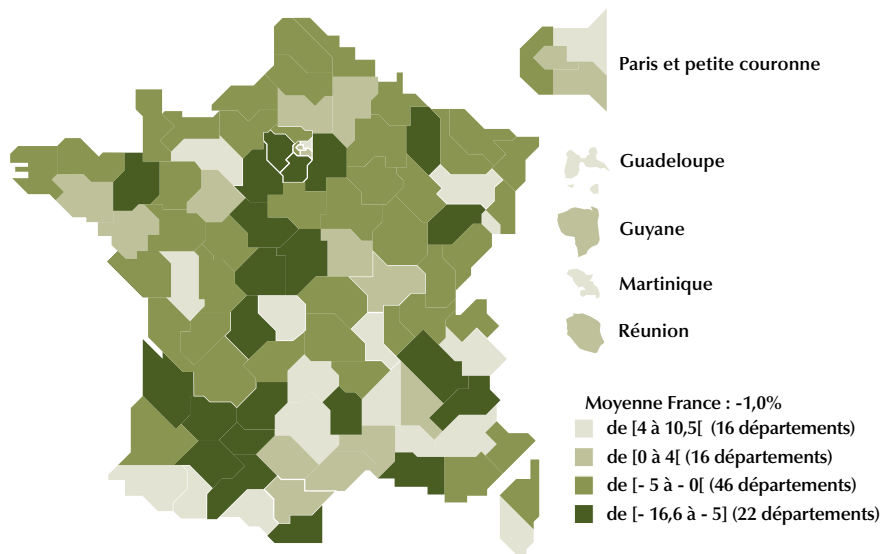 Paris et petite couronne
Guadeloupe
Guyane
Martinique
Réunion
Moyenne France : -1,0%
de [4 à 10,5[ (16 départements)
de [0 à 4[ (16 départements)
de [- 5 à - 0[ (46 départements)
de [- 16,6 à - 5] (22 départements)